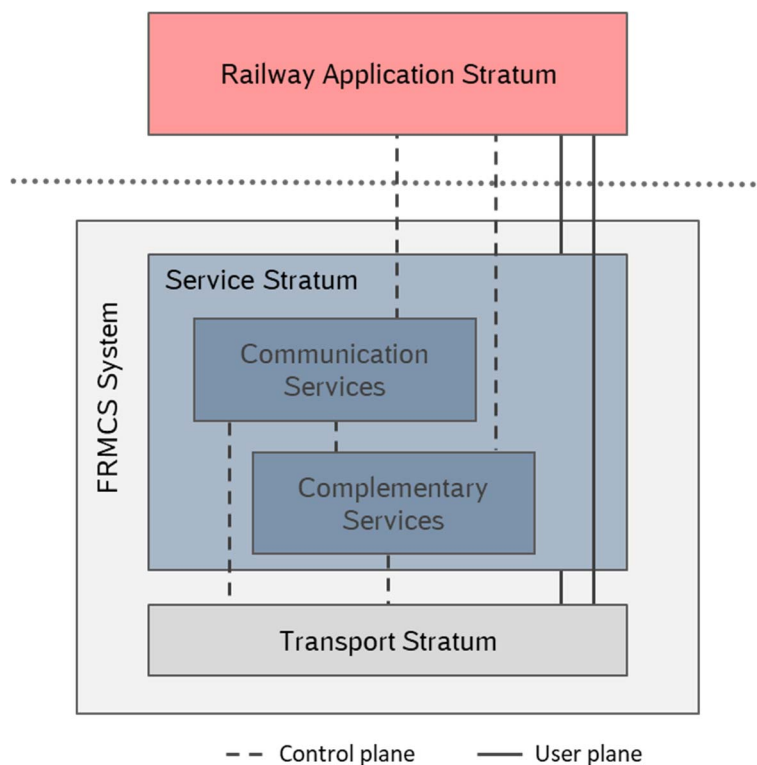 Railway Application Stratum
FRMCS System
Service Stratum
Communication
Services
Complementary
Services
Transport Stratum
Control plane
User plane